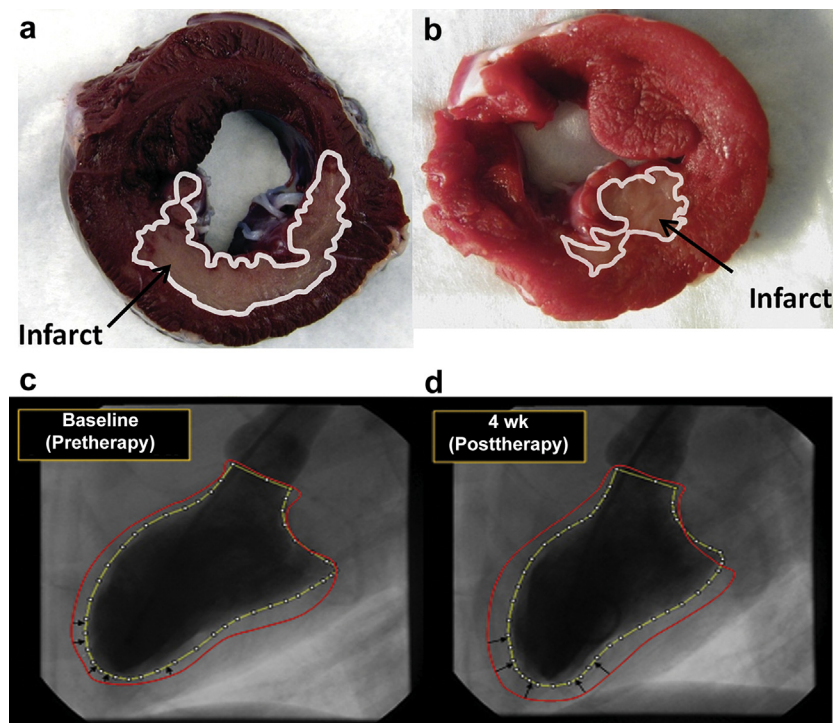 a
b
Infarct
Infarct
c
d
Baseline
(Pretherapy)
4 wk
(Posttherapy)